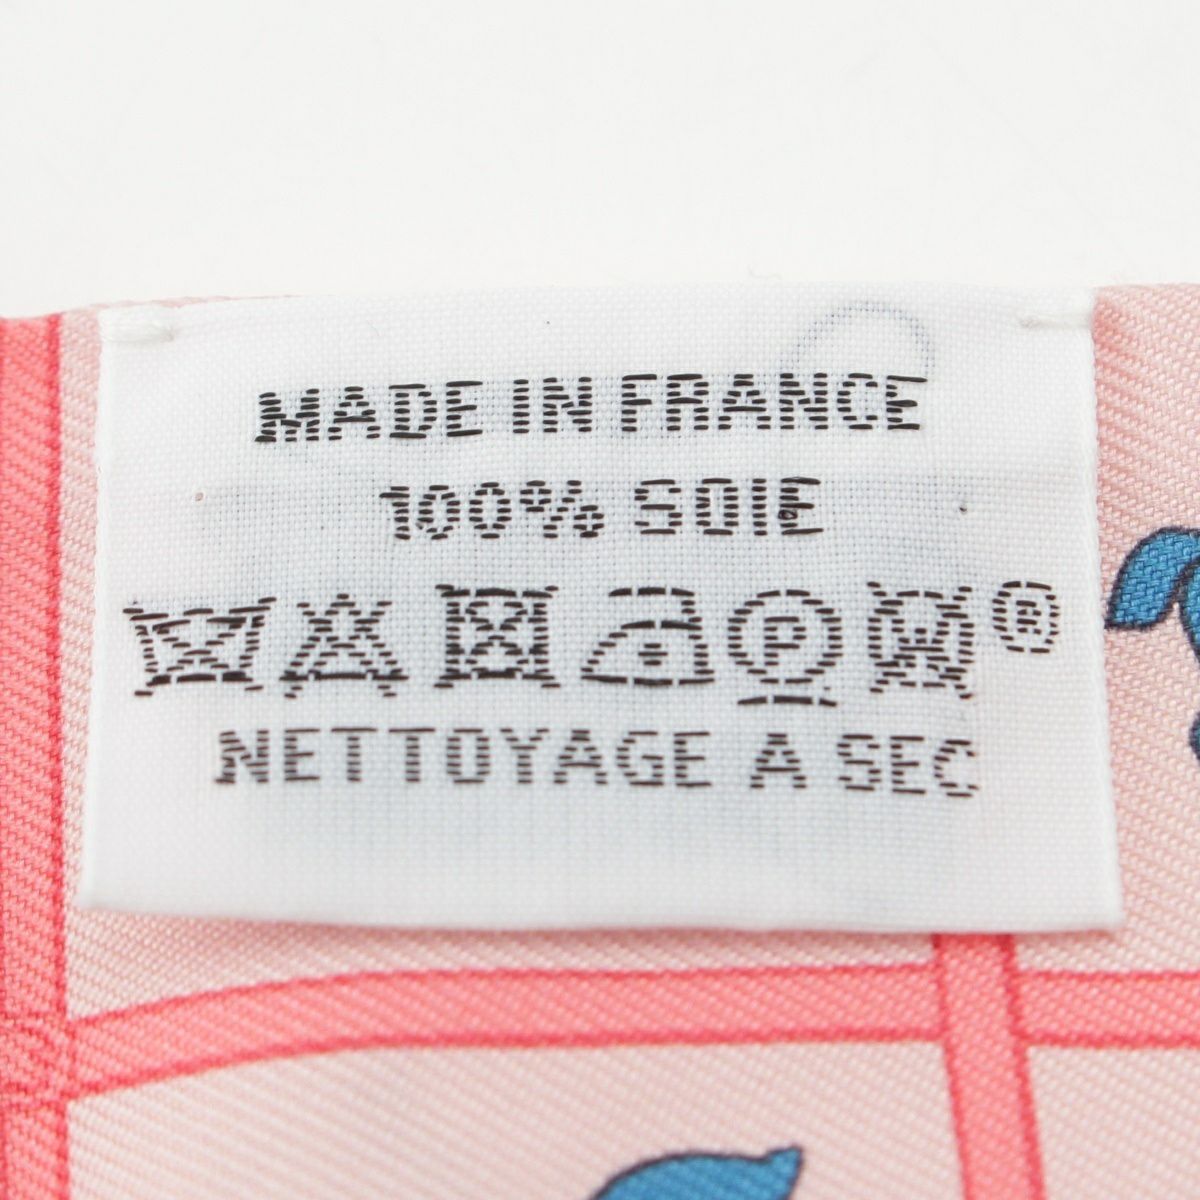 MADE IN FRANCE
100% SOIE
P W ®
NETTOYAGE A SEC